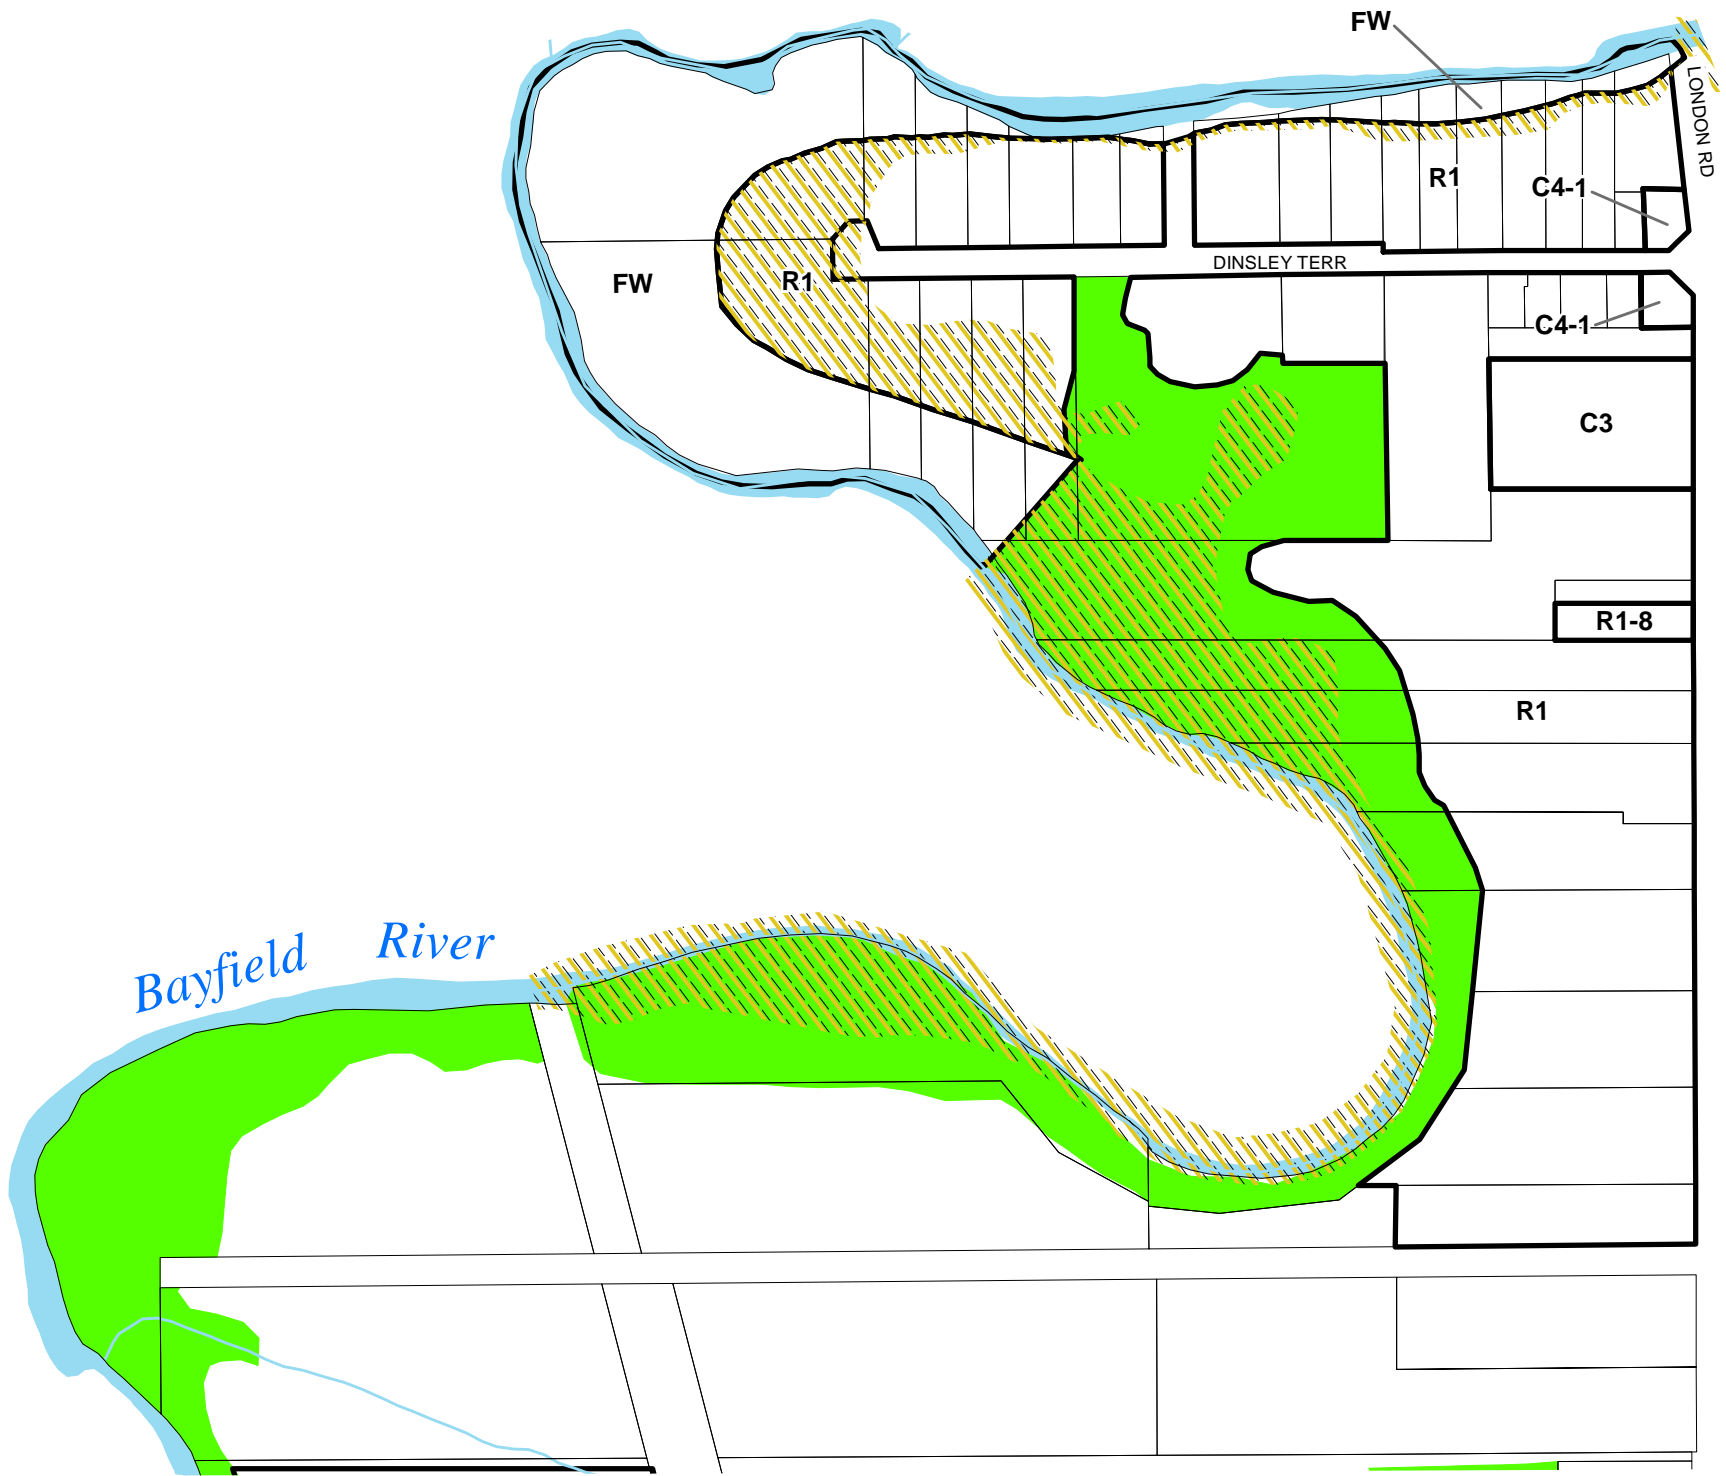 FW
LONDON RD
R1
C4-1
DINSLEY TERR
FW
R1
C4-1
C3
R1-8
R1
Bayfield River